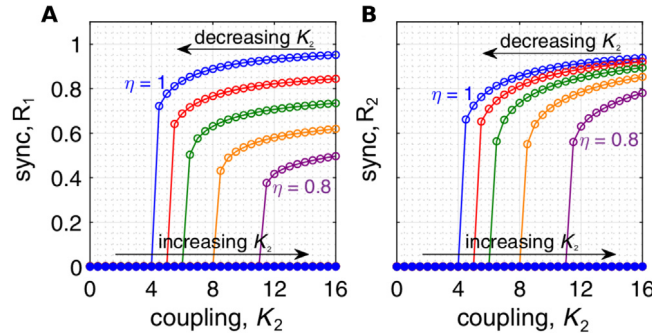 A
B
1
0.8
0.6
0.4
0.2
0
sync, R₁
decreasing K₂
η = 1
η = 0.8
increasing K₂
0 4 8 12 16
coupling, K₂
sync, R₂
decreasing K₂
η = 1
η = 0.8
increasing K₂
0 4 8 12 16
coupling, K₂